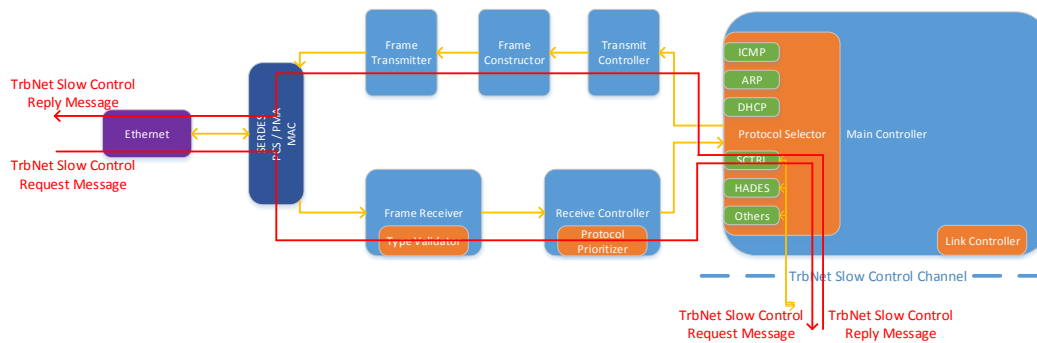 Frame
Transmitter
Frame
Constructor
Transmit
Controller
ICMP
ARP
DHCP
Protocol Selector
Main Controller
SCTRL
HADES
Others
Link Controller
TrbNet Slow Control
Reply Message
Ethernet
TrbNet Slow Control
Request Message
SERDES
PCS / PMA
MAC
Frame Receiver
Type Validator
Receive Controller
Protocol
Prioritizer
TrbNet Slow Control Channel
TrbNet Slow Control
Request Message
TrbNet Slow Control
Reply Message